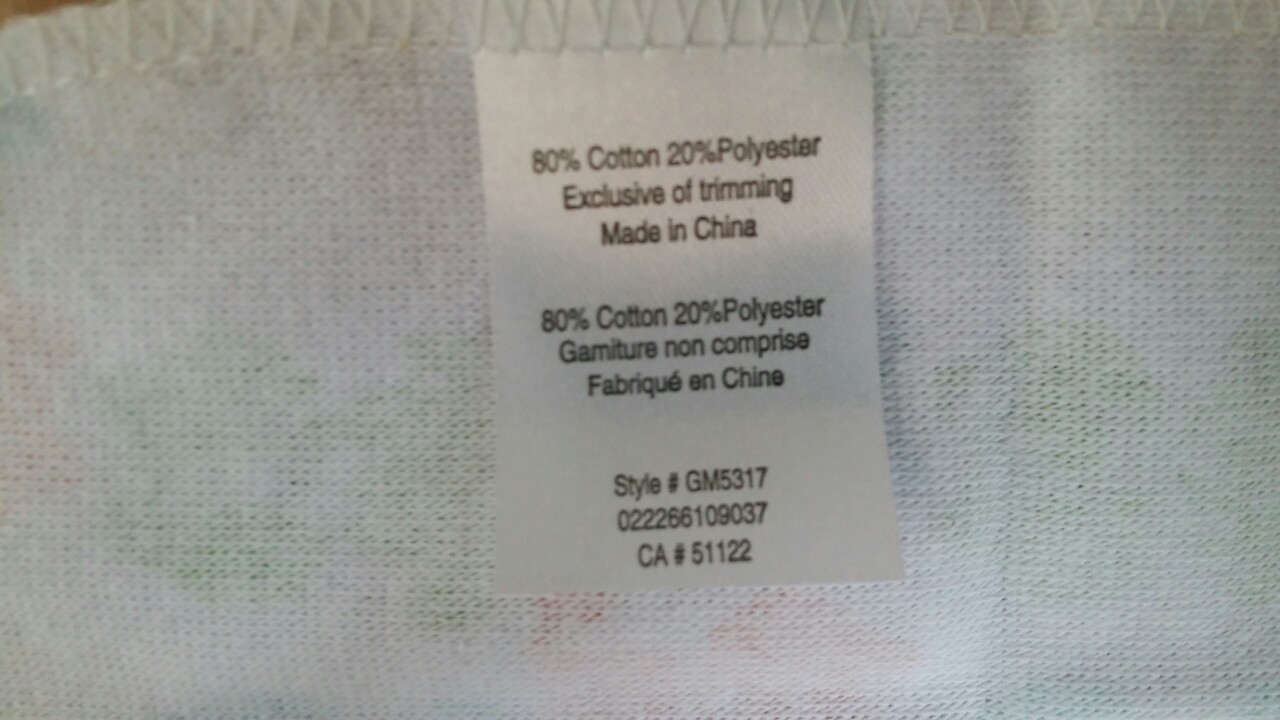 80% Cotton 20%Polyester
Exclusive of trimming
Made in China
80% Cotton 20%Polyester
Garniture non comprise
Fabriqué en Chine
Style # GM5317
022266109037
CA # 51122